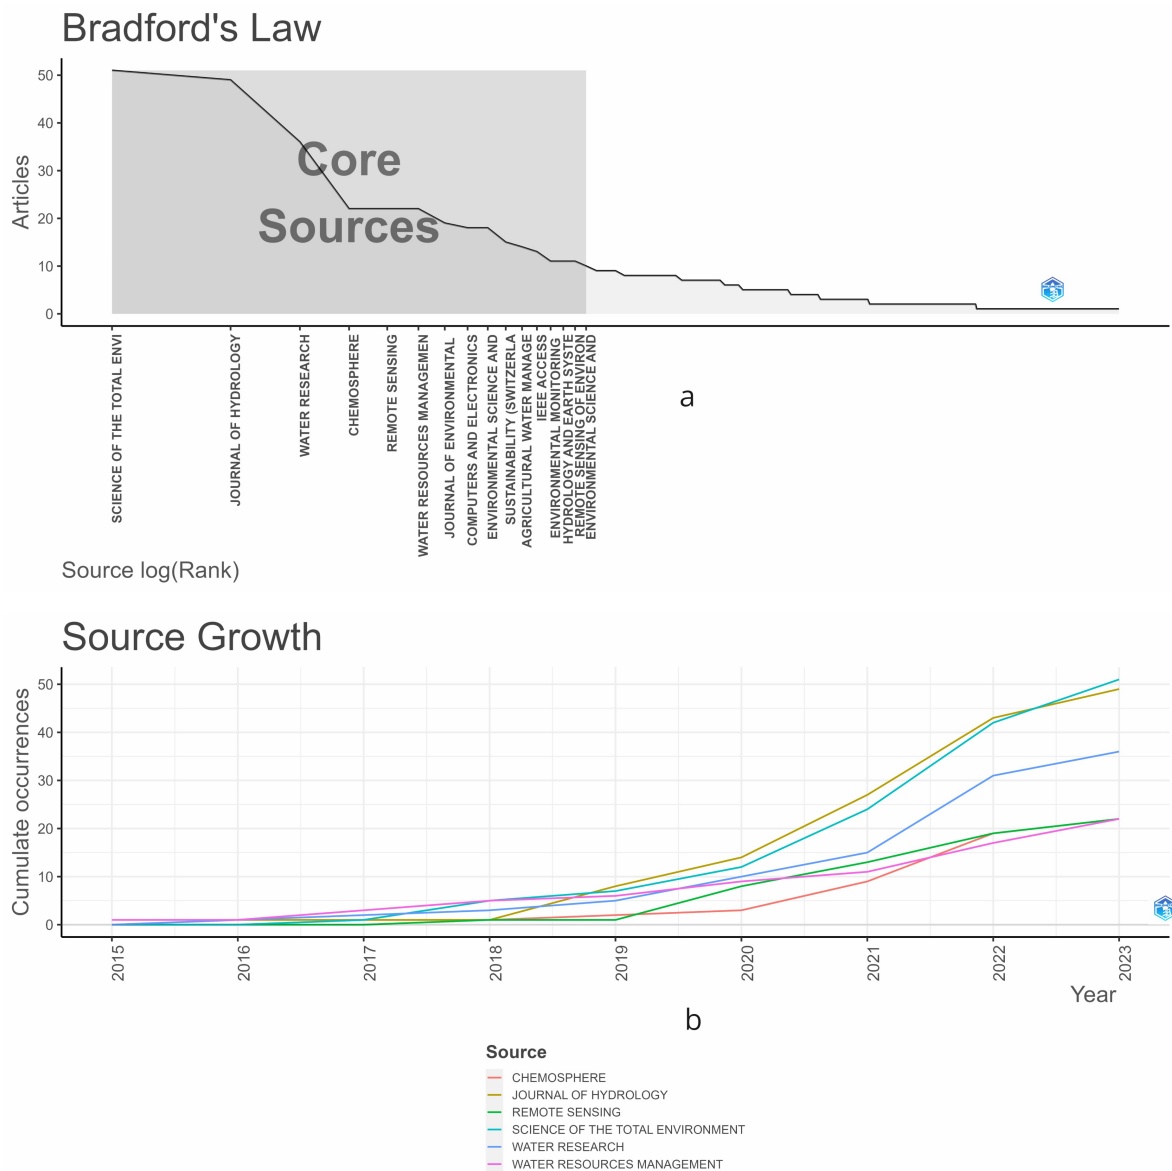 Bradford's Law
Articles
50
40
30
20
10
0
Core
Sources
SCIENCE OF THE TOTAL ENVI
JOURNAL OF HYDROLOGY
WATER RESEARCH
CHEMOSPHERE
REMOTE SENSING
WATER RESOURCES MANAGEMEN
JOURNAL OF ENVIRONMENTAL
COMPUTERS AND ELECTRONICS
ENVIRONMENTAL SCIENCE AND
SUSTAINABILITY (SWITZERLA
AGRICULTURAL WATER MANAGE
IEEE ACCESS
ENVIRONMENTAL MONITORING
HYDROLOGY AND EARTH SYSTE
REMOTE SENSING OF ENVIRON
ENVIRONMENTAL SCIENCE AND
a
Source log(Rank)
Source Growth
Cumulate occurrences
50
40
30
20
10
0
2015
2016
2017
2018
2019
2020
2021
2022
2023
Year
b
Source
CHEMOSPHERE
JOURNAL OF HYDROLOGY
REMOTE SENSING
SCIENCE OF THE TOTAL ENVIRONMENT
WATER RESEARCH
WATER RESOURCES MANAGEMENT